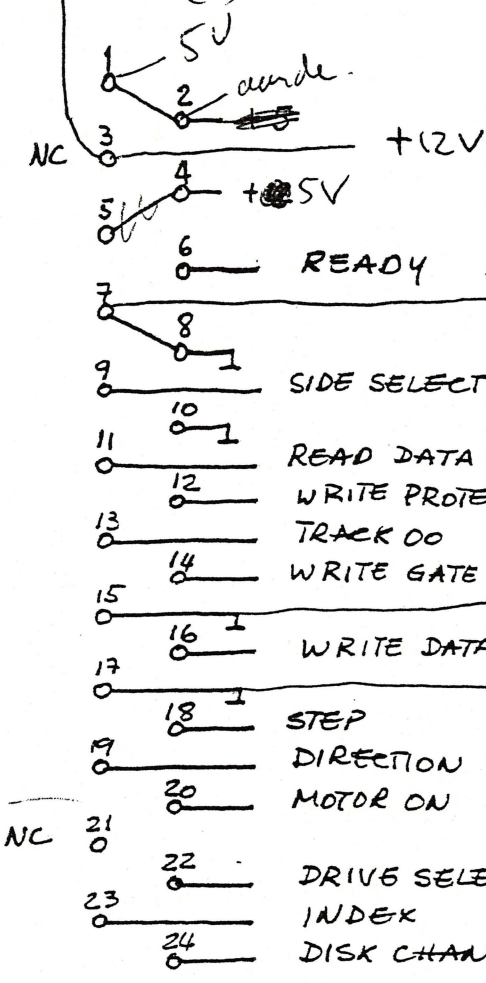 1 5V
2 aarde.
3 NC +12V
4 + 5V
5
6 READY
7
8
9 SIDE SELECT
10
11 READ DATA
12 WRITE PROTE
13 TRACK 00
14 WRITE GATE
15
16 WRITE DATA
17
18 STEP
19 DIRECTION
20 MOTOR ON
NC 21
22 DRIVE SELE
23 INDEX
24 DISK CHAN